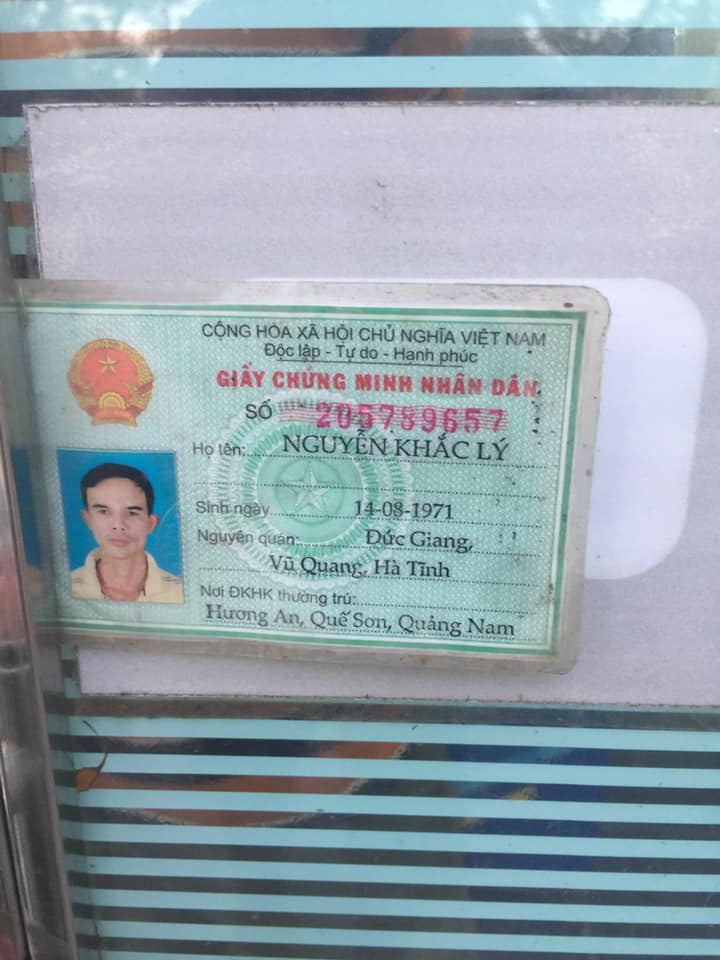 CỘNG HÒA XÃ HỘI CHỦ NGHĨA VIỆT NAM
Độc lập - Tự do - Hạnh phúc
GIẤY CHỨNG MINH NHÂN DÂN
SỐ 205789657
Họ tên: NGUYỄN KHẮC LÝ
Sinh ngày 14-08-1971
Nguyên quán: Đức Giang,
Vũ Quang, Hà Tĩnh
Nơi ĐKHK thường trú:
Hương An, Quế Sơn, Quảng Nam